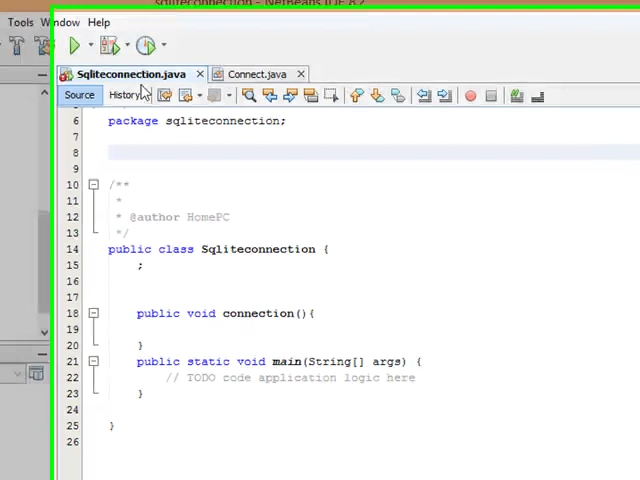 sqliteconnection - NetBeans IDE 8.2
Tools Window Help
Sqliteconnection.java Connect.java
Source History
6 package sqliteconnection;
7
8
9
10 /**
11 *
12 * @author HomePC
13 */
14 public class Sqliteconnection {
15 ;
16
17
18 public void connection(){
19
20 }
21 public static void main(String[] args) {
22 // TODO code application logic here
23 }
24
25 }
26